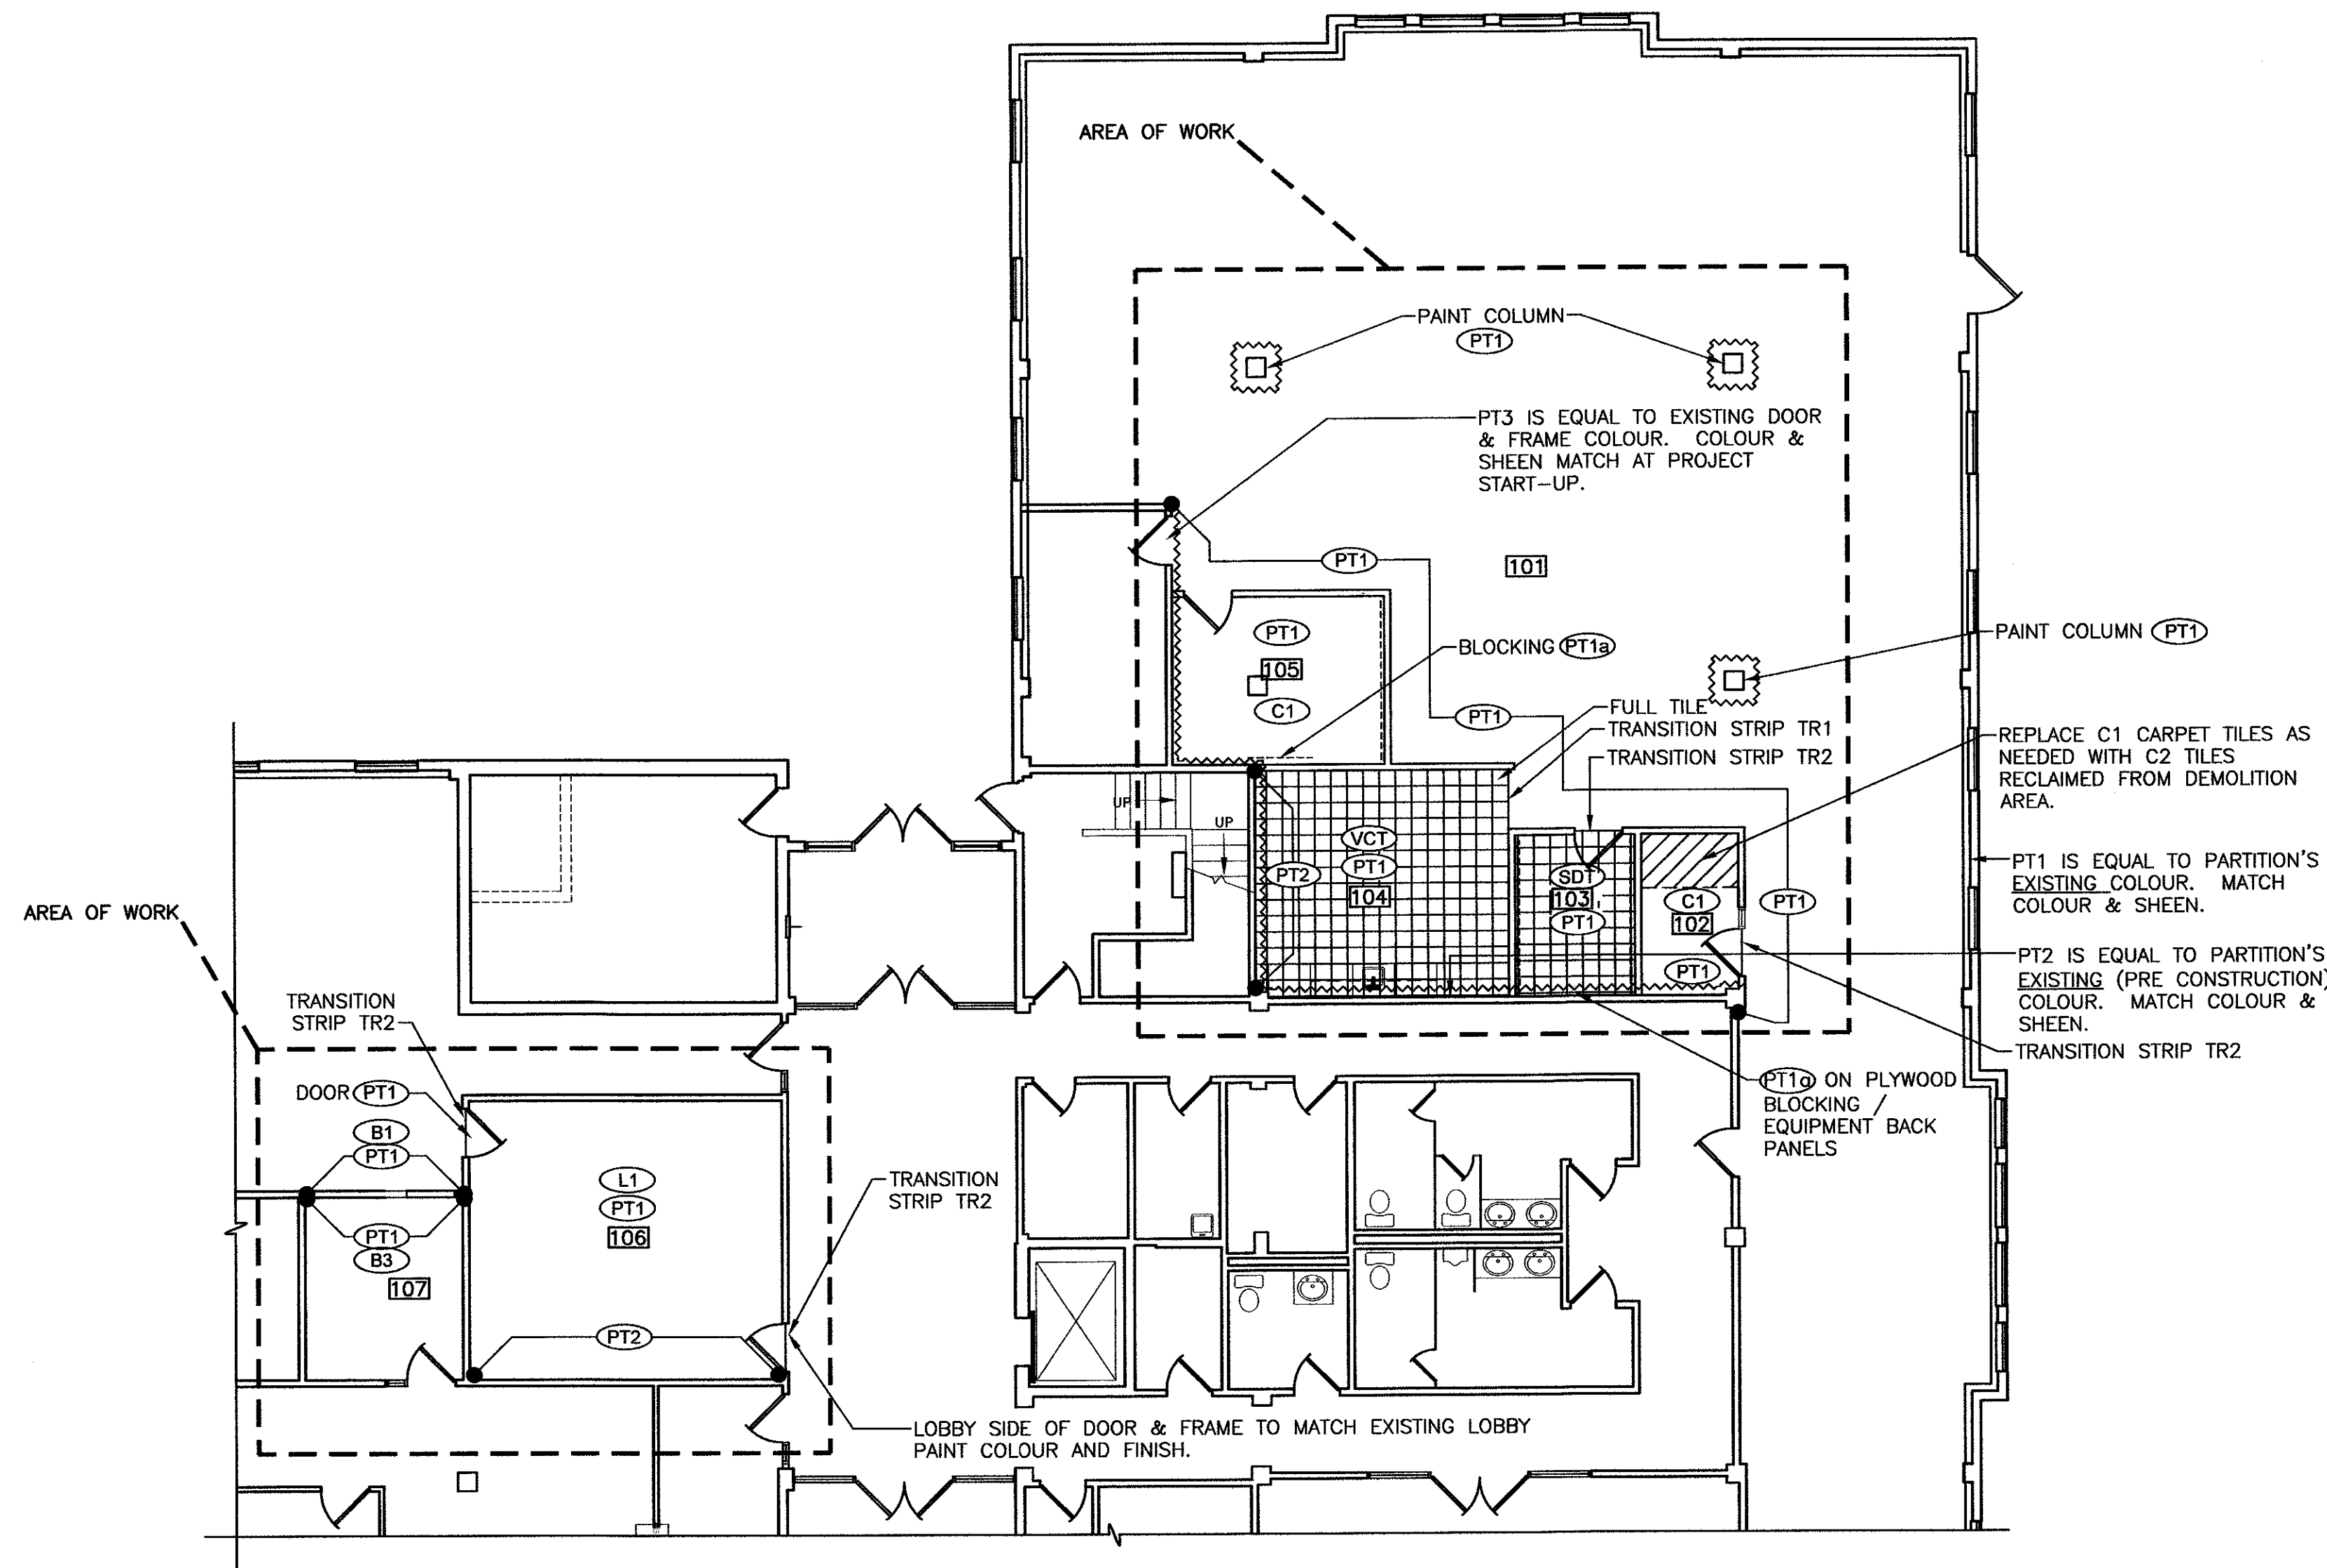 AREA OF WORK
PAINT COLUMN
PT1
PT3 IS EQUAL TO EXISTING DOOR
& FRAME COLOUR. COLOUR &
SHEEN MATCH AT PROJECT
START-UP.
PT1
101
PT1
105
C1
BLOCKING PT1a
PAINT COLUMN PT1
PT1
FULL TILE
TRANSITION STRIP TR1
TRANSITION STRIP TR2
REPLACE C1 CARPET TILES AS
NEEDED WITH C2 TILES
RECLAIMED FROM DEMOLITION
AREA.
UP
UP
VCT
PT1
104
PT2
SDT
103
PT1
C1
102
PT1
PT1
PT1 IS EQUAL TO PARTITION'S
EXISTING COLOUR. MATCH
COLOUR & SHEEN.
PT2 IS EQUAL TO PARTITION'S
EXISTING (PRE CONSTRUCTION)
COLOUR. MATCH COLOUR &
SHEEN.
TRANSITION STRIP TR2
PT1a ON PLYWOOD
BLOCKING /
EQUIPMENT BACK
PANELS
AREA OF WORK
TRANSITION
STRIP TR2
DOOR PT1
B1
PT1
PT1
B3
107
L1
PT1
106
PT2
TRANSITION
STRIP TR2
LOBBY SIDE OF DOOR & FRAME TO MATCH EXISTING LOBBY
PAINT COLOUR AND FINISH.